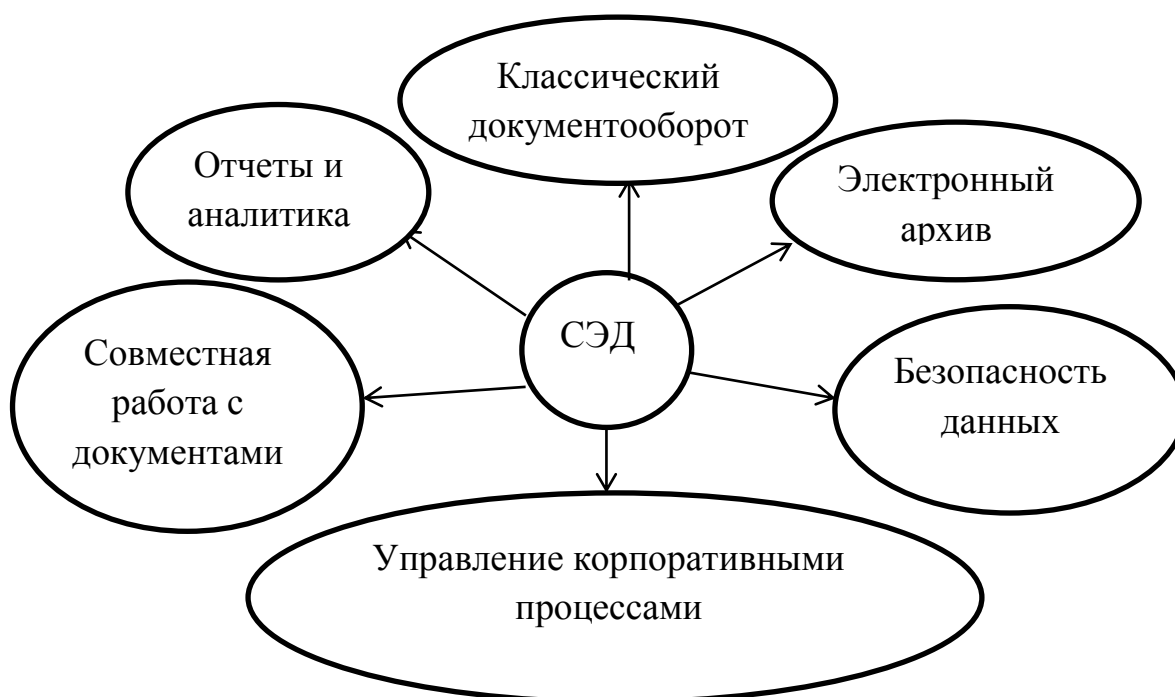 Классический
документооборот
Отчеты и
аналитика
Электронный
архив
СЭД
Совместная
работа с
документами
Безопасность
данных
Управление корпоративными
процессами